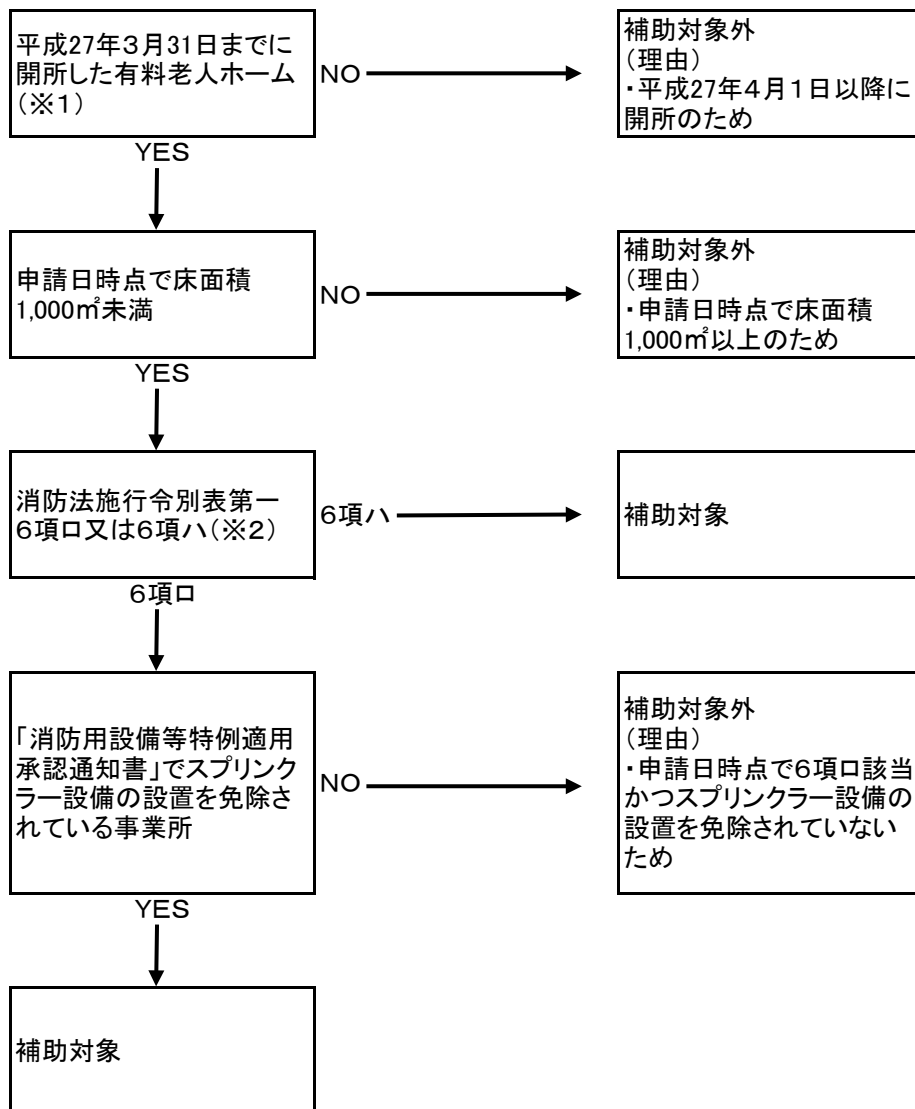 平成27年３月31日までに
開所した有料老人ホーム
（※１）
NO
補助対象外
（理由）
・平成27年４月１日以降に
開所のため
YES
申請日時点で床面積
1,000㎡未満
NO
補助対象外
（理由）
・申請日時点で床面積
1,000㎡以上のため
YES
消防法施行令別表第一
６項ロ又は６項ハ（※２）
６項ハ
補助対象
６項ロ
「消防用設備等特例適用
承認通知書」でスプリンク
ラー設備の設置を免除さ
れている事業所
NO
補助対象外
（理由）
・申請日時点で６項ロ該当
かつスプリンクラー設備の
設置を免除されていない
ため
YES
補助対象